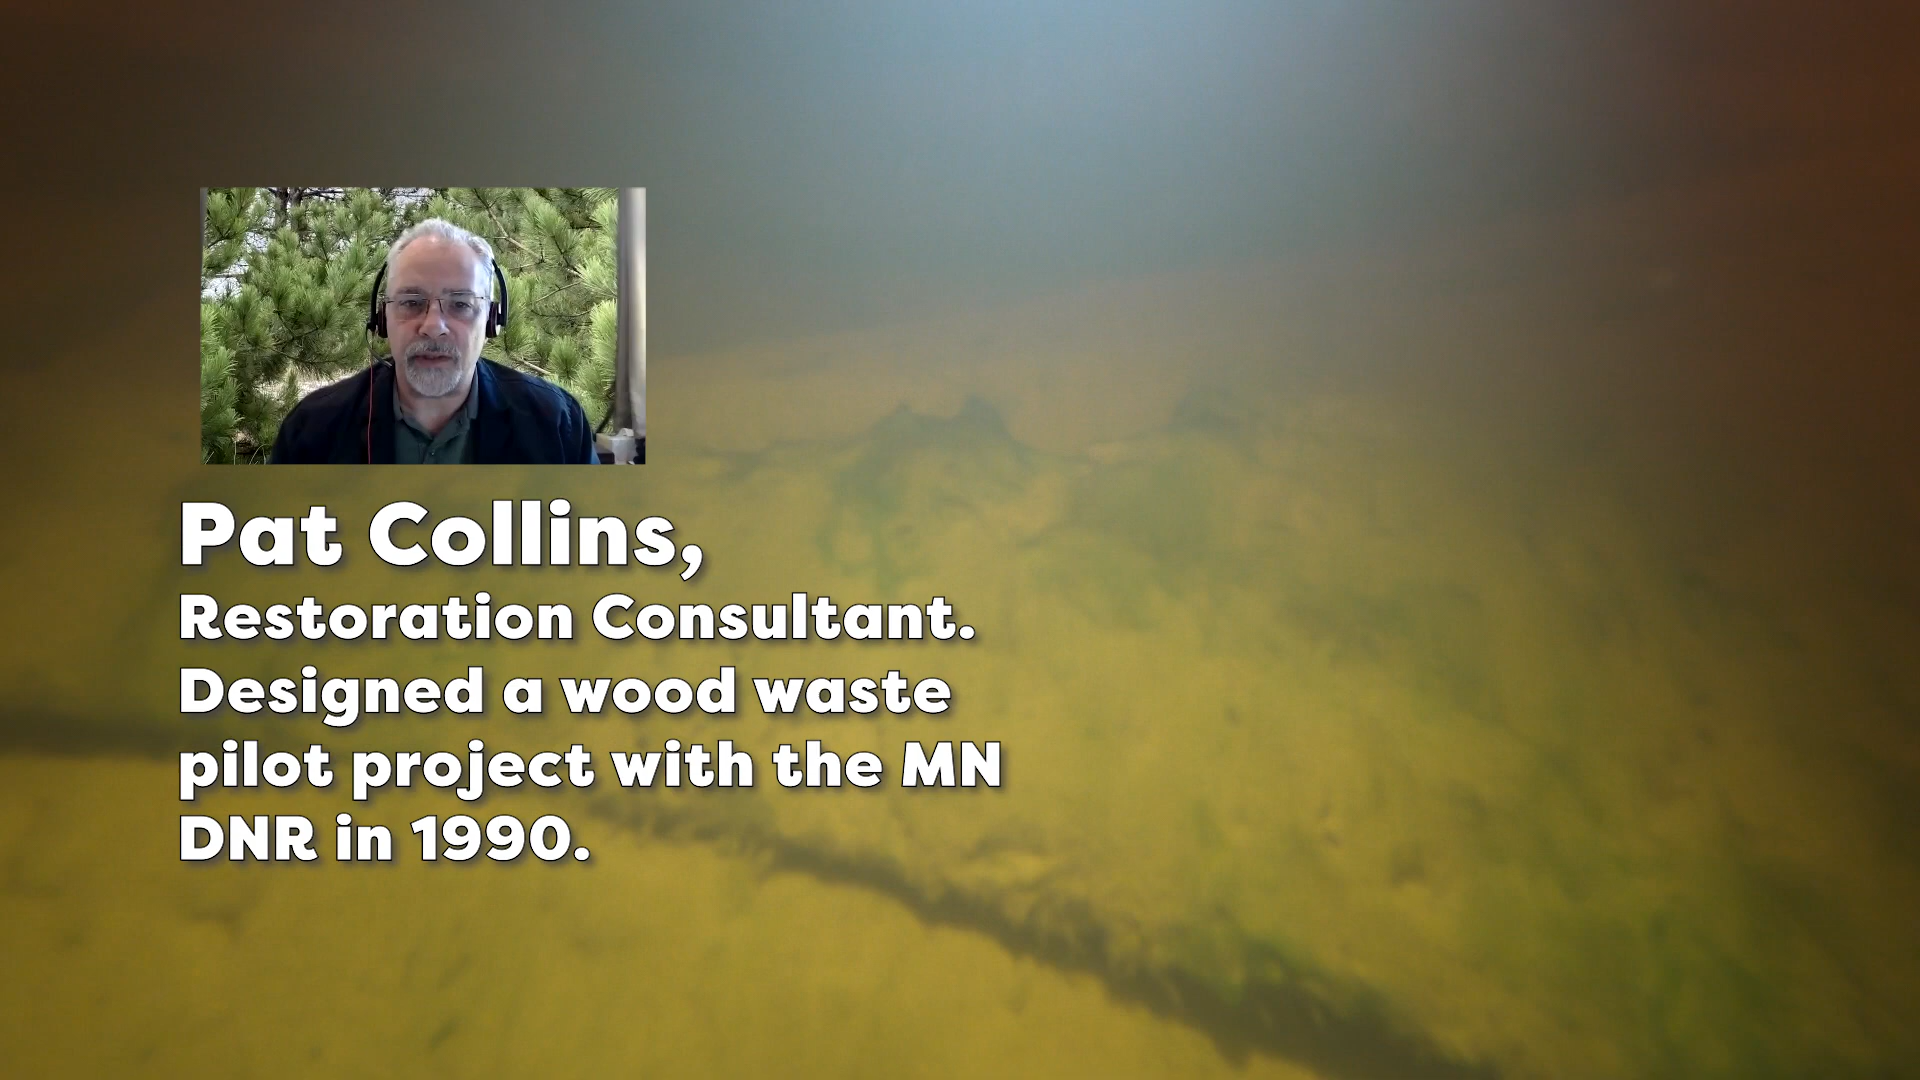 Pat Collins,
Restoration Consultant.
Designed a wood waste
pilot project with the MN
DNR in 1990.